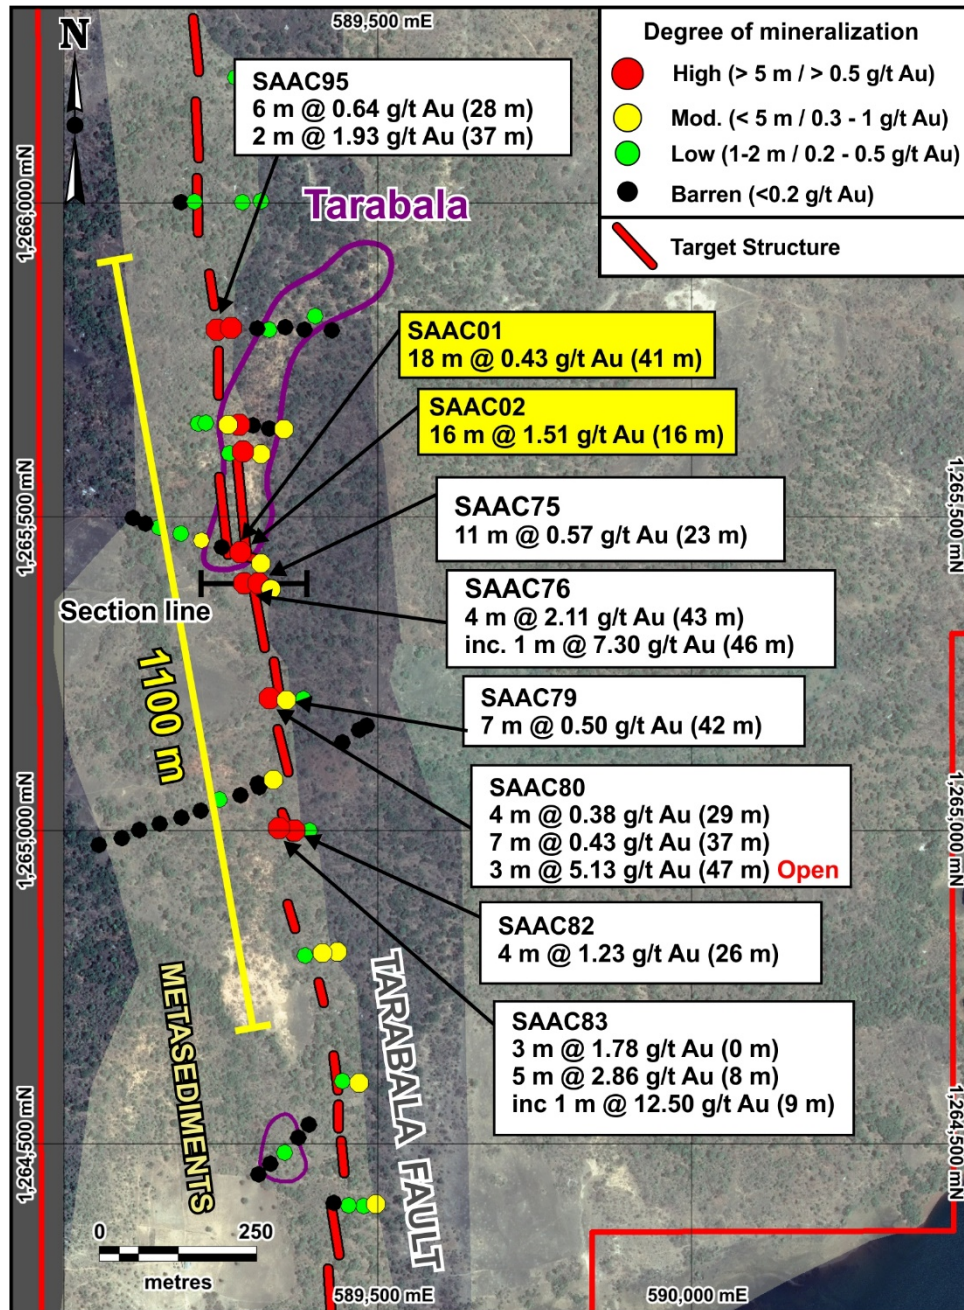 589,500 mE
N
Degree of mineralization
High (> 5 m / > 0.5 g/t Au)
Mod. (< 5 m / 0.3 - 1 g/t Au)
Low (1-2 m / 0.2 - 0.5 g/t Au)
Barren (<0.2 g/t Au)
Target Structure
SAAC95
6 m @ 0.64 g/t Au (28 m)
2 m @ 1.93 g/t Au (37 m)
1,266,000 mN
Tarabala
SAAC01
18 m @ 0.43 g/t Au (41 m)
SAAC02
16 m @ 1.51 g/t Au (16 m)
1,265,500 mN
1,265,500 mN
SAAC75
11 m @ 0.57 g/t Au (23 m)
Section line
SAAC76
4 m @ 2.11 g/t Au (43 m)
inc. 1 m @ 7.30 g/t Au (46 m)
1100 m
SAAC79
7 m @ 0.50 g/t Au (42 m)
SAAC80
4 m @ 0.38 g/t Au (29 m)
7 m @ 0.43 g/t Au (37 m)
3 m @ 5.13 g/t Au (47 m) Open
1,265,000 mN
1,265,000 mN
SAAC82
4 m @ 1.23 g/t Au (26 m)
METASEDIMENTS
TARABALA FAULT
SAAC83
3 m @ 1.78 g/t Au (0 m)
5 m @ 2.86 g/t Au (8 m)
inc 1 m @ 12.50 g/t Au (9 m)
1,264,500 mN
1,264,500 mN
0 250
metres
589,500 mE
590,000 mE